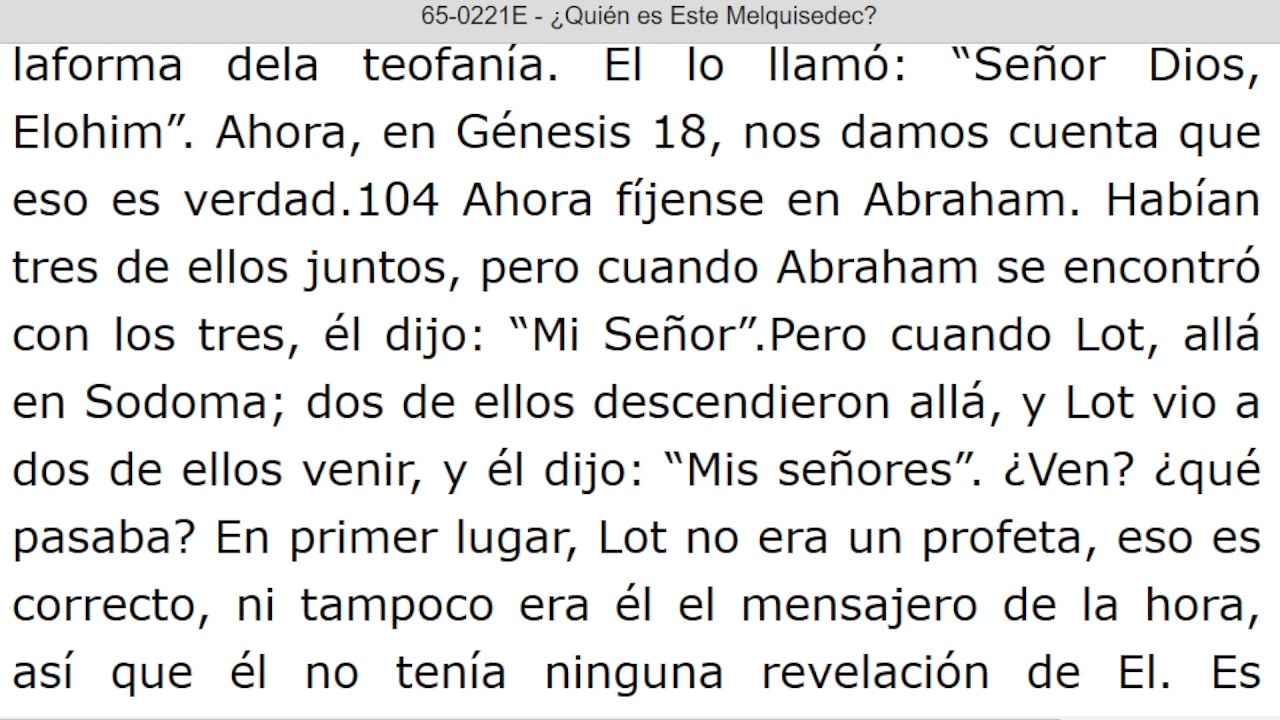 65-0221E - ¿Quién es Este Melquisedec?
laforma dela teofanía. El lo llamó: “Señor Dios,
Elohim”. Ahora, en Génesis 18, nos damos cuenta que
eso es verdad.104 Ahora fíjense en Abraham. Habían
tres de ellos juntos, pero cuando Abraham se encontró
con los tres, él dijo: “Mi Señor”.Pero cuando Lot, allá
en Sodoma; dos de ellos descendieron allá, y Lot vio a
dos de ellos venir, y él dijo: “Mis señores”. ¿Ven? ¿qué
pasaba? En primer lugar, Lot no era un profeta, eso es
correcto, ni tampoco era él el mensajero de la hora,
así que él no tenía ninguna revelación de El. Es